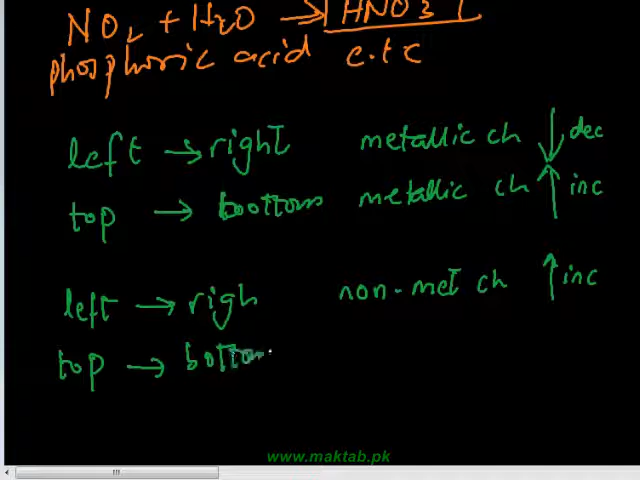 NO₂ + H₂O → HNO3
phosphoric acid e.t.c
left → right metallic ch ↓ dec
top → bottom metallic ch ↑ inc
left → righ non-met ch ↑ inc
top → bottom
www.maktab.pk